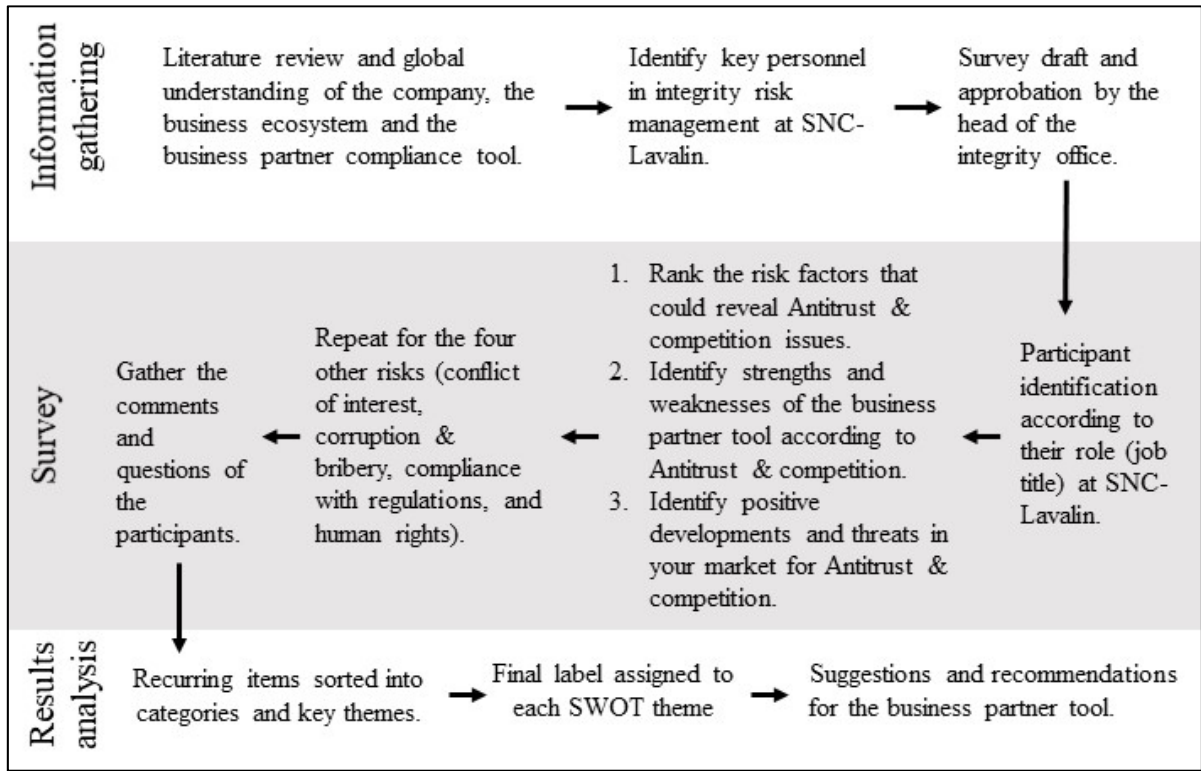 Information
gathering
Literature review and global
understanding of the company, the
business ecosystem and the
business partner compliance tool.
Identify key personnel
in integrity risk
management at SNC-
Lavalin.
Survey draft and
approbation by the
head of the
integrity office.
Survey
Participant
identification
according to
their role (job
title) at SNC-
Lavalin.
1. Rank the risk factors that
could reveal Antitrust &
competition issues.
2. Identify strengths and
weaknesses of the business
partner tool according to
Antitrust & competition.
3. Identify positive
developments and threats in
your market for Antitrust &
competition.
Repeat for the four
other risks (conflict
of interest,
corruption &
bribery, compliance
with regulations, and
human rights).
Gather the
comments
and
questions of
the
participants.
Results
analysis
Recurring items sorted into
categories and key themes.
Final label assigned to
each SWOT theme
Suggestions and recommendations
for the business partner tool.